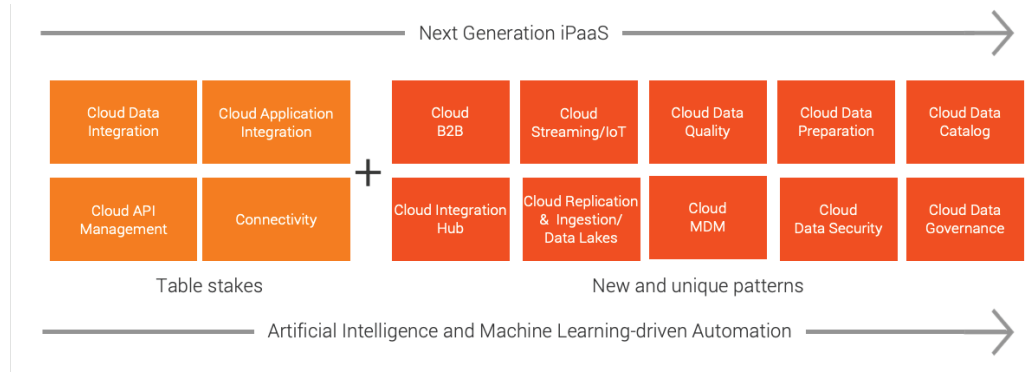 Next Generation iPaaS
Cloud Data
Integration
Cloud Application
Integration
Cloud
B2B
Cloud
Streaming/IoT
Cloud Data
Quality
Cloud Data
Preparation
Cloud Data
Catalog
+
Cloud API
Management
Connectivity
Cloud Integration
Hub
Cloud Replication
& Ingestion/
Data Lakes
Cloud
MDM
Cloud
Data Security
Cloud Data
Governance
Table stakes
New and unique patterns
Artificial Intelligence and Machine Learning-driven Automation